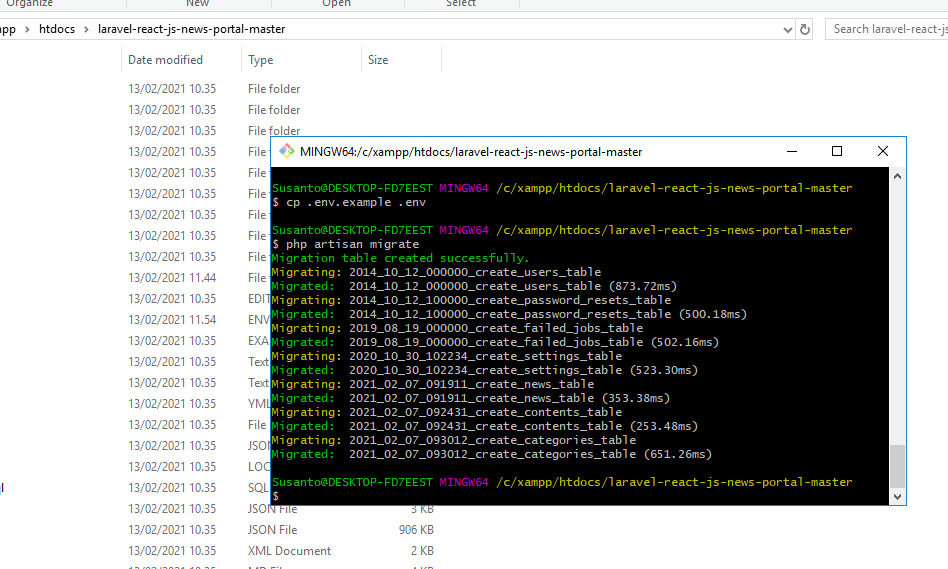 Organize
New
Open
Select
htdocs
laravel-react-js-news-portal-master
Date modified
Type
Size
13/02/2021 10.35 File folder
13/02/2021 10.35 File folder
13/02/2021 10.35 File folder
13/02/2021 10.35 File
13/02/2021 10.35 File
13/02/2021 10.35 File
13/02/2021 10.35 File
13/02/2021 10.35 File
13/02/2021 10.35 File
13/02/2021 11.44 File
13/02/2021 10.35
13/02/2021 11.54 ENV
13/02/2021 10.35
13/02/2021 10.35 Text
13/02/2021 10.35 Text
13/02/2021 10.35 YML
13/02/2021 10.35 File
13/02/2021 10.35 JSON
13/02/2021 10.35
13/02/2021 10.35 SQL
13/02/2021 10.35 JSON File 3 KB
13/02/2021 10.35 JSON File 906 KB
13/02/2021 10.35 XML Document 2 KB
MINGW64:/c/xampp/htdocs/laravel-react-js-news-portal-master
Susanto@DESKTOP-FD7EEST MINGW64 /c/xampp/htdocs/laravel-react-js-news-portal-master
$ cp .env.example .env
Susanto@DESKTOP-FD7EEST MINGW64 /c/xampp/htdocs/laravel-react-js-news-portal-master
$ php artisan migrate
Migration table created successfully.
Migrating: 2014_10_12_000000_create_users_table
Migrated:  2014_10_12_000000_create_users_table (873.72ms)
Migrating: 2014_10_12_100000_create_password_resets_table
Migrated:  2014_10_12_100000_create_password_resets_table (500.18ms)
Migrating: 2019_08_19_000000_create_failed_jobs_table
Migrated:  2019_08_19_000000_create_failed_jobs_table (502.16ms)
Migrating: 2020_10_30_102234_create_settings_table
Migrated:  2020_10_30_102234_create_settings_table (523.30ms)
Migrating: 2021_02_07_091911_create_news_table
Migrated:  2021_02_07_091911_create_news_table (353.38ms)
Migrating: 2021_02_07_092431_create_contents_table
Migrated:  2021_02_07_092431_create_contents_table (253.48ms)
Migrating: 2021_02_07_093012_create_categories_table
Migrated:  2021_02_07_093012_create_categories_table (651.26ms)
Susanto@DESKTOP-FD7EEST MINGW64 /c/xampp/htdocs/laravel-react-js-news-portal-master
$
Search laravel-react-js